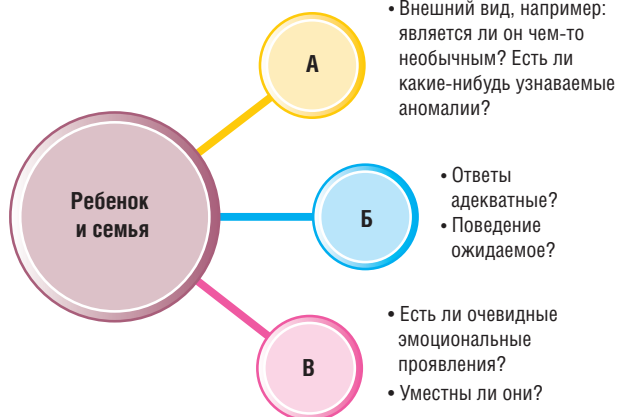 • Внешний вид, например:
является ли он чем-то
необычным? Есть ли
какие-нибудь узнаваемые
аномалии?
А
Ребенок
и семья
• Ответы
адекватные?
• Поведение
ожидаемое?
Б
• Есть ли очевидные
эмоциональные
проявления?
• Уместны ли они?
В